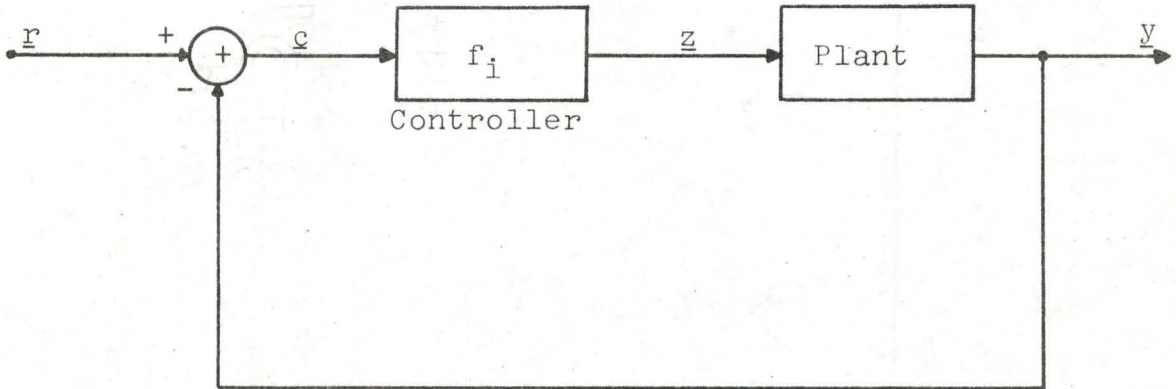 r + + - c f_i z Plant y
Controller